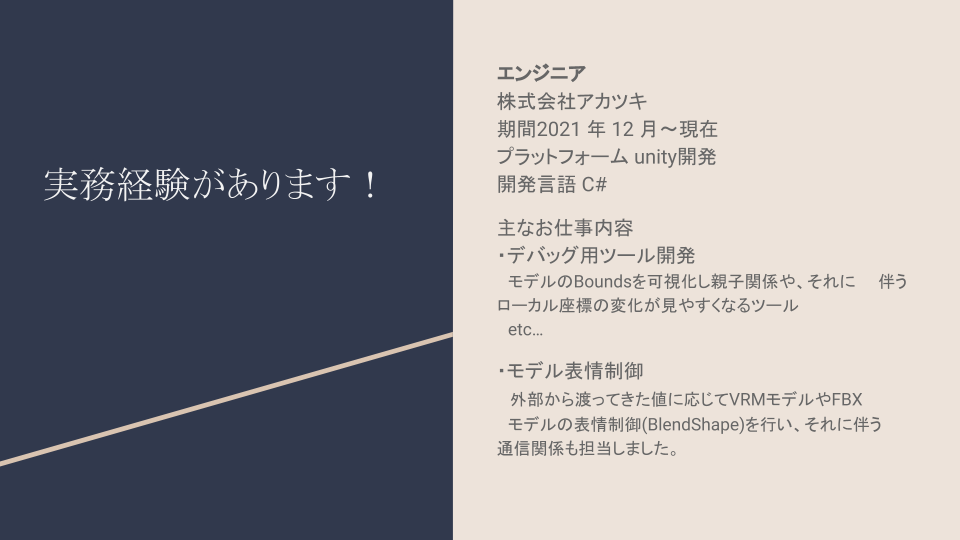 実務経験があります！
エンジニア
株式会社アカツキ
期間2021 年 12 月～現在
プラットフォーム unity開発
開発言語 C#
主なお仕事内容
・デバッグ用ツール開発
モデルのBoundsを可視化し親子関係や、それに　伴う
ローカル座標の変化が見やすくなるツール
etc…
・モデル表情制御
外部から渡ってきた値に応じてVRMモデルやFBX
モデルの表情制御(BlendShape)を行い、それに伴う
通信関係も担当しました。